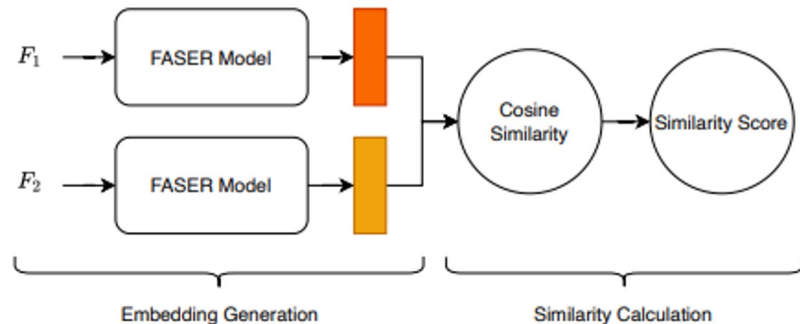 F₁
FASER Model
F₂
FASER Model
Cosine
Similarity
Similarity Score
Embedding Generation
Similarity Calculation